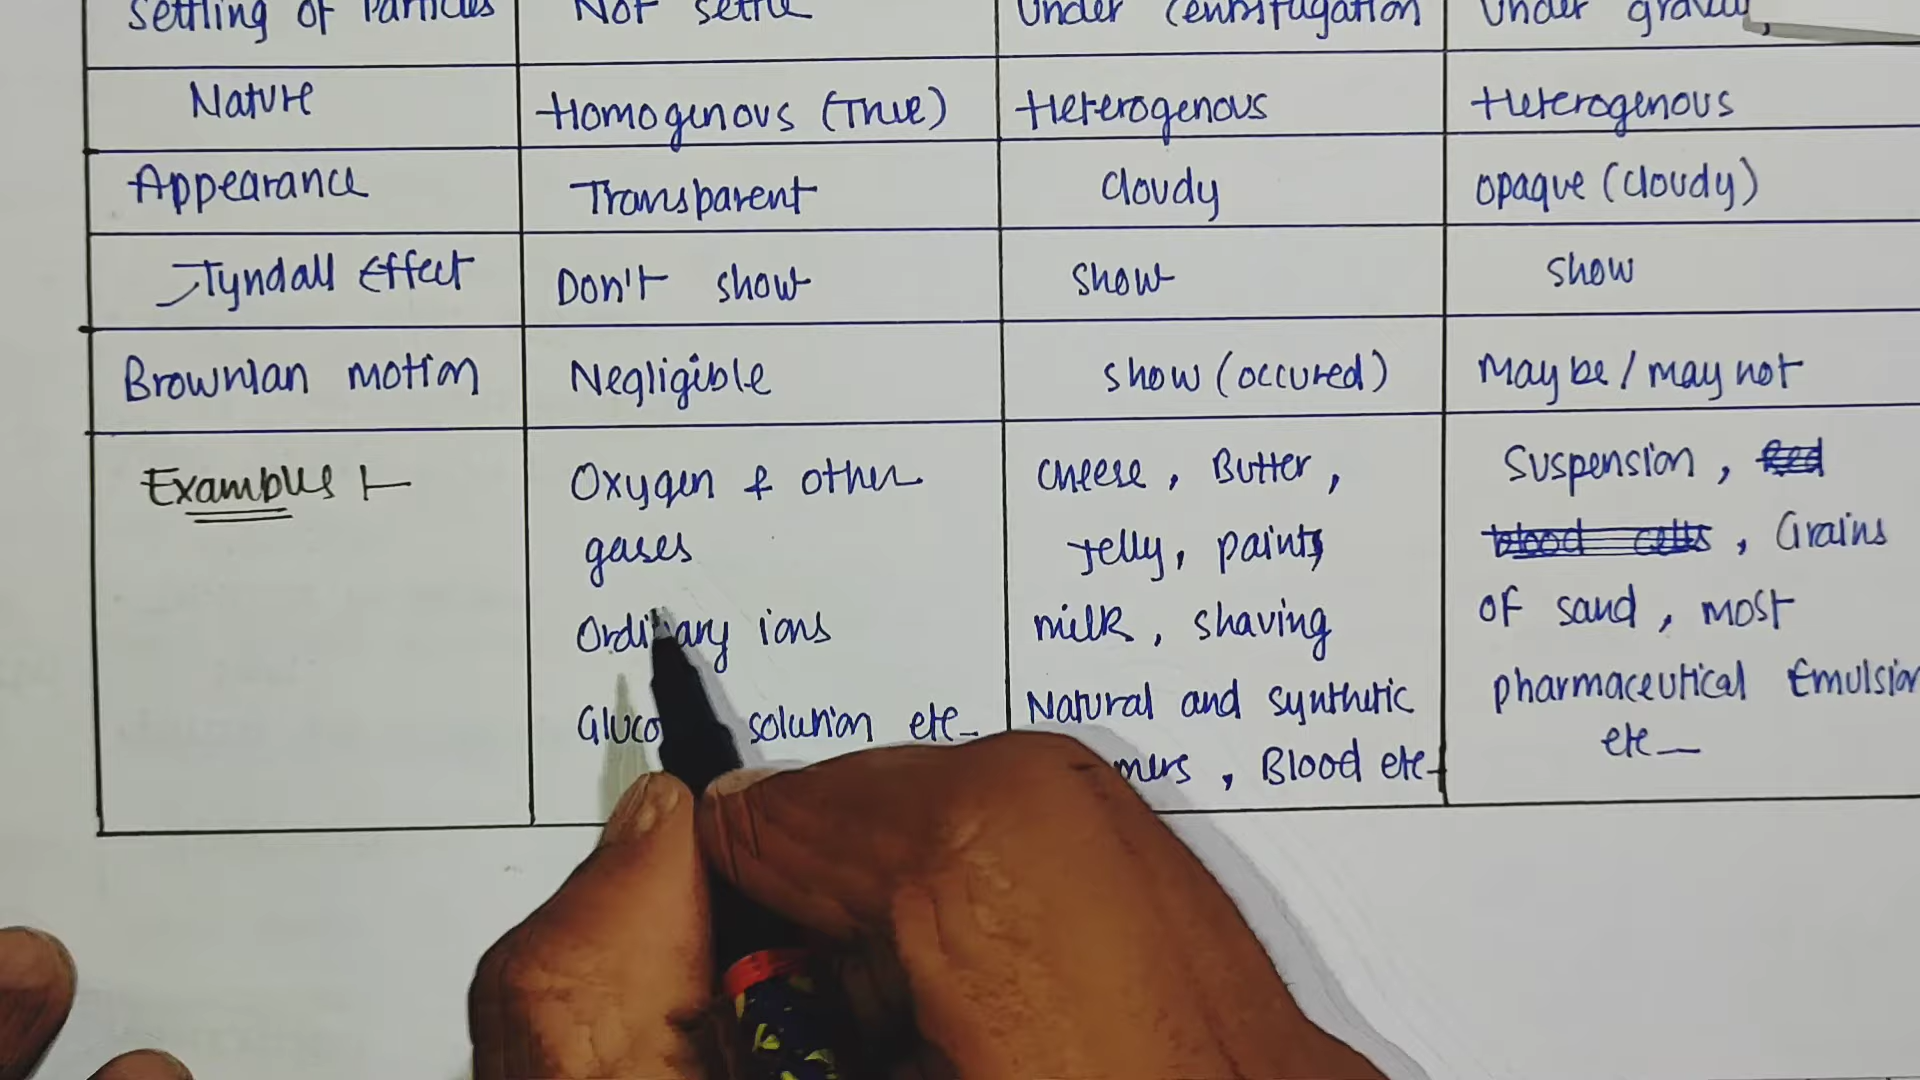 Settling of Particles Not settle Under Centrifugation Under
Nature Homogenous (True) Heterogenous Heterogenous
Appearance Transparent cloudy opaque (cloudy)
Tyndall Effect Don't show show show
Brownian motion Negligible show (occured) May be / may not
Examples Oxygen & other cheese, Butter, Suspension,
gases Jelly, paints , Grains
Ordinary ions milk, shaving of sand, most
solution etc Natural and synthetic pharmaceutical Emulsion
, Blood etc etc